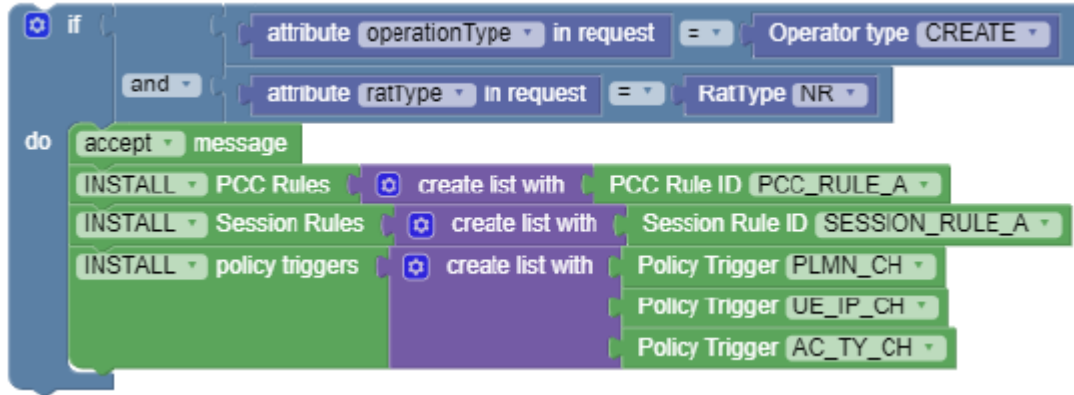 if attribute operationType in request = Operator type CREATE
and attribute ratType in request = RatType NR
do accept message
INSTALL PCC Rules create list with PCC Rule ID PCC_RULE_A
INSTALL Session Rules create list with Session Rule ID SESSION_RULE_A
INSTALL policy triggers create list with Policy Trigger PLMN_CH
Policy Trigger UE_IP_CH
Policy Trigger AC_TY_CH